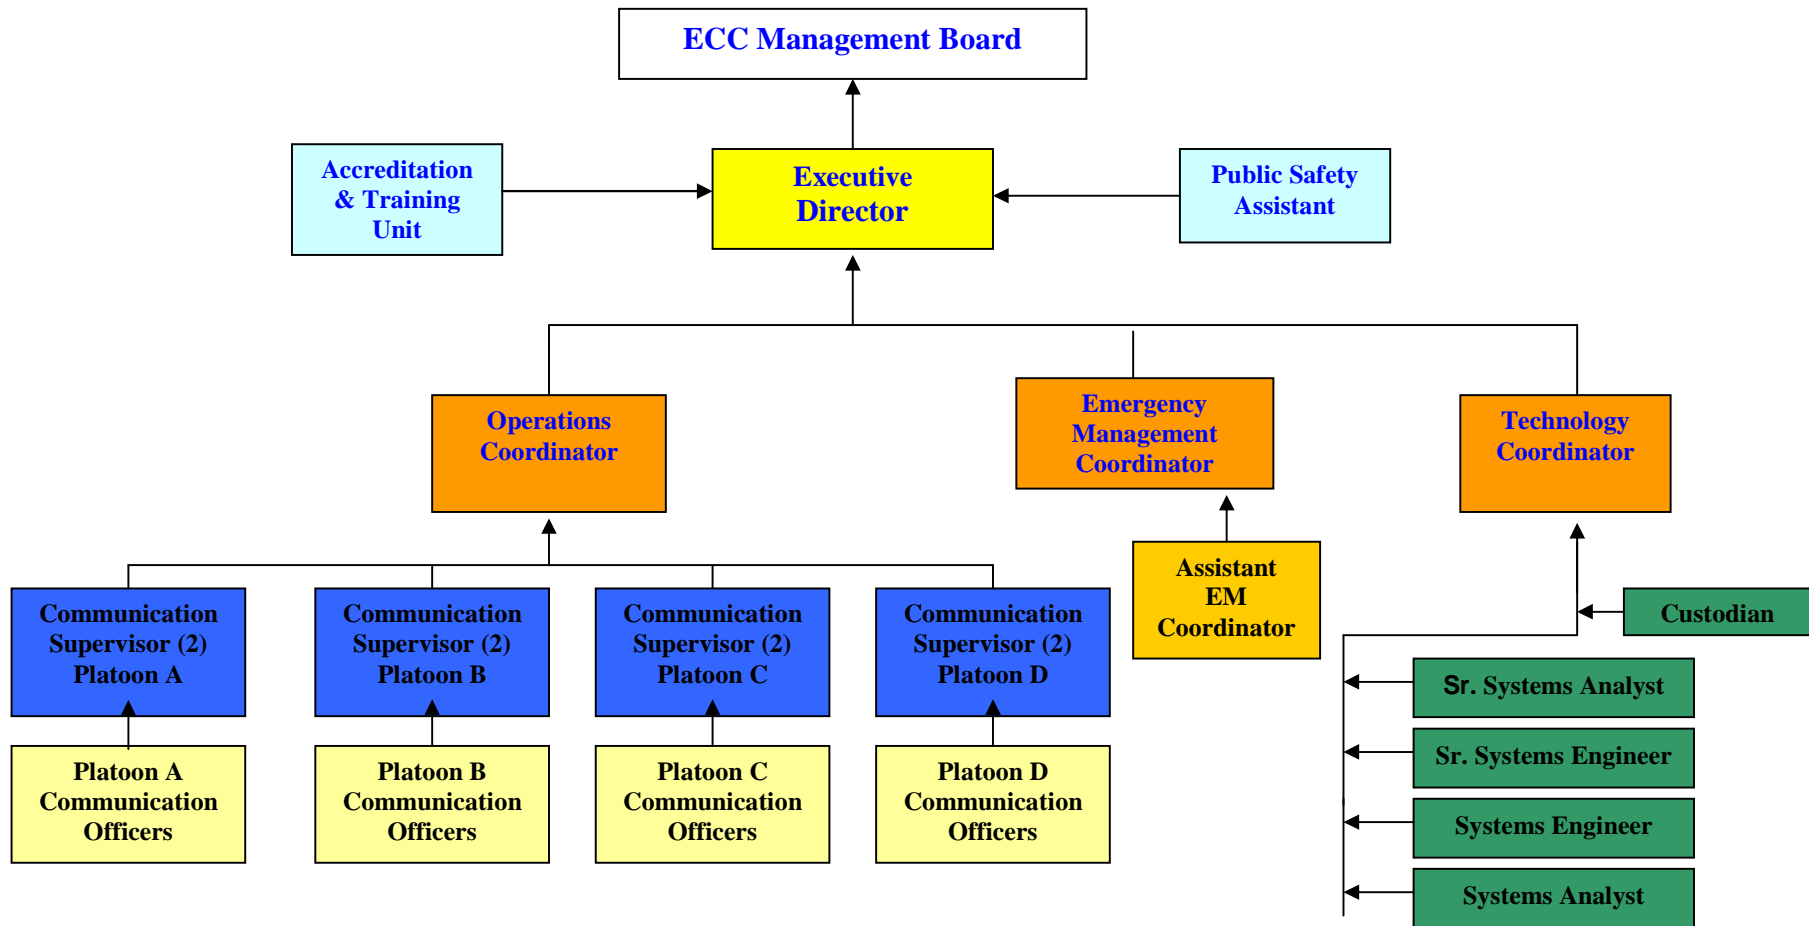 ECC Management Board
Accreditation
& Training
Unit
Executive
Director
Public Safety
Assistant
Operations
Coordinator
Emergency
Management
Coordinator
Technology
Coordinator
Communication
Supervisor (2)
Platoon A
Communication
Supervisor (2)
Platoon B
Communication
Supervisor (2)
Platoon C
Communication
Supervisor (2)
Platoon D
Assistant
EM
Coordinator
Custodian
Platoon A
Communication
Officers
Platoon B
Communication
Officers
Platoon C
Communication
Officers
Platoon D
Communication
Officers
Sr. Systems Analyst
Sr. Systems Engineer
Systems Engineer
Systems Analyst